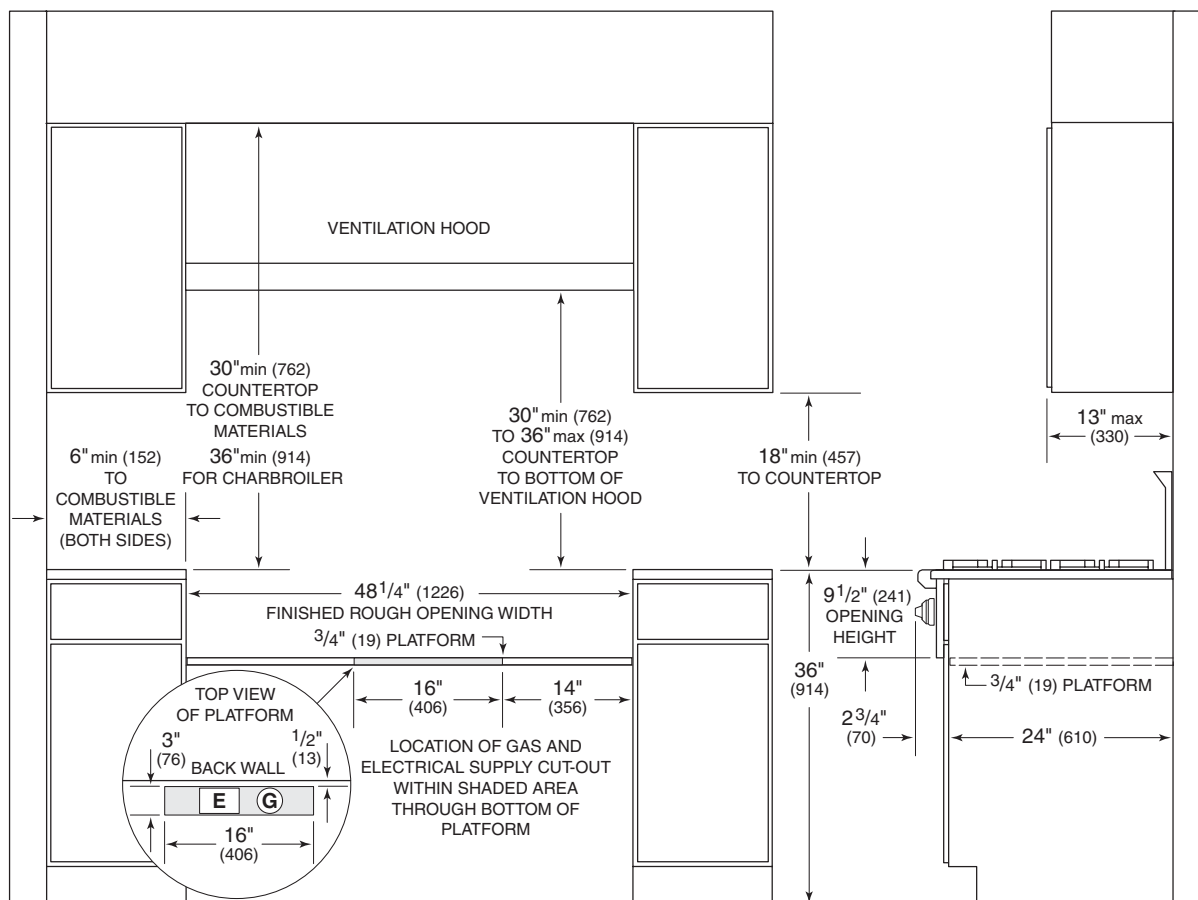 VENTILATION HOOD
30" min (762)
COUNTERTOP
TO COMBUSTIBLE
MATERIALS
36" min (914)
FOR CHARBROILER
30" min (762)
TO 36" max (914)
COUNTERTOP
TO BOTTOM OF
VENTILATION HOOD
6" min (152)
TO
COMBUSTIBLE
MATERIALS
(BOTH SIDES)
18" min (457)
TO COUNTERTOP
13" max
(330)
48 1/4" (1226)
FINISHED ROUGH OPENING WIDTH
3/4" (19) PLATFORM
16"
(406)
14"
(356)
LOCATION OF GAS AND
ELECTRICAL SUPPLY CUT-OUT
WITHIN SHADED AREA
THROUGH BOTTOM OF
PLATFORM
TOP VIEW
OF PLATFORM
3"
(76)
1/2"
(13)
BACK WALL
E G
16"
(406)
36"
(914)
9 1/2" (241)
OPENING
HEIGHT
3/4" (19) PLATFORM
2 3/4"
(70)
24" (610)